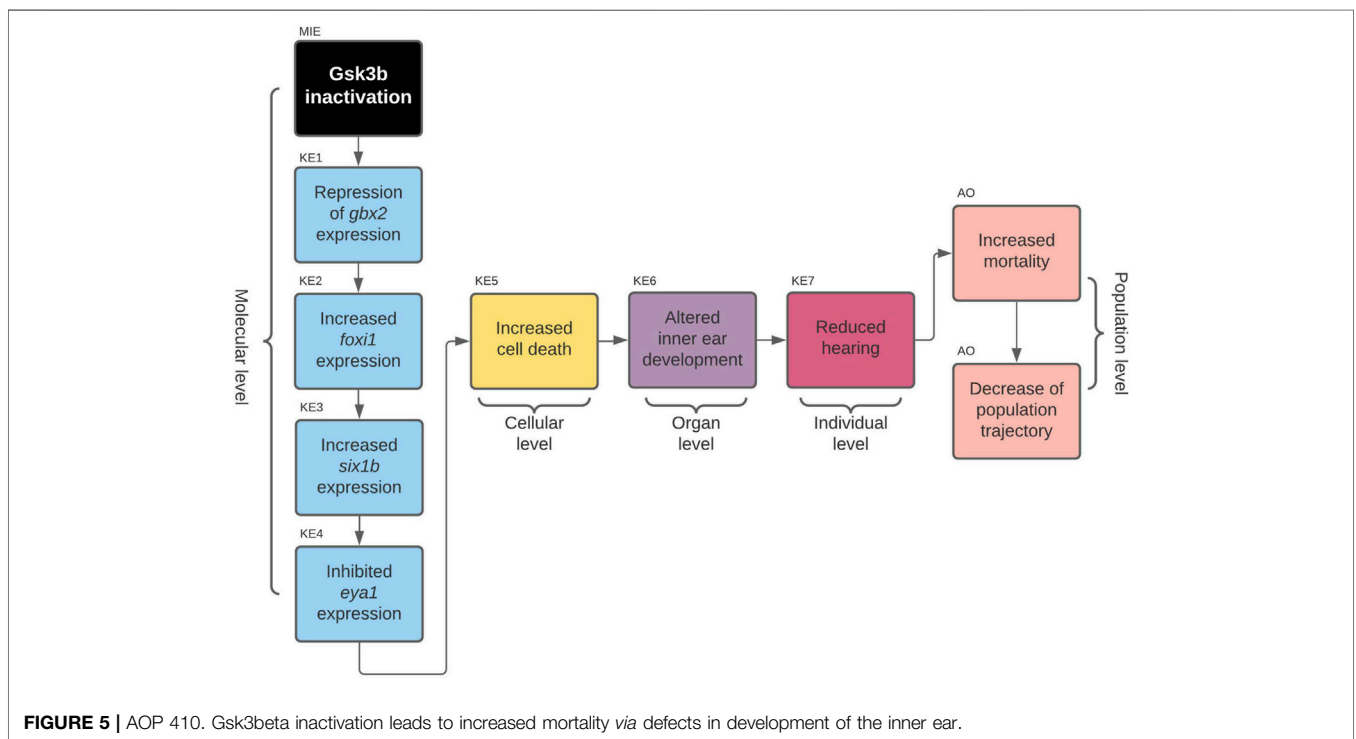 MIE
Gsk3b
inactivation
KE1
Repression
of gbx2
expression
KE2
Increased
foxi1
expression
KE3
Increased
six1b
expression
KE4
Inhibited
eya1
expression
Molecular level
KE5
Increased
cell death
Cellular
level
KE6
Altered
inner ear
development
Organ
level
KE7
Reduced
hearing
Individual
level
AO
Increased
mortality
AO
Decrease of
population
trajectory
Population
level
FIGURE 5 | AOP 410. Gsk3beta inactivation leads to increased mortality via defects in development of the inner ear.